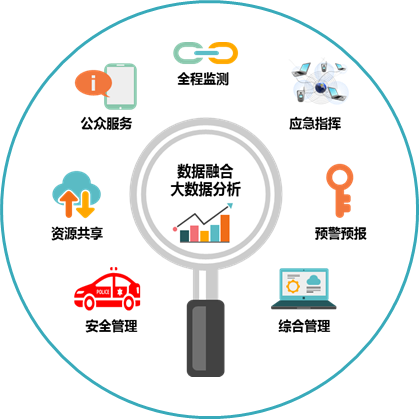 全程监测
公众服务
应急指挥
数据融合
大数据分析
资源共享
预警预报
POLICE
安全管理
综合管理